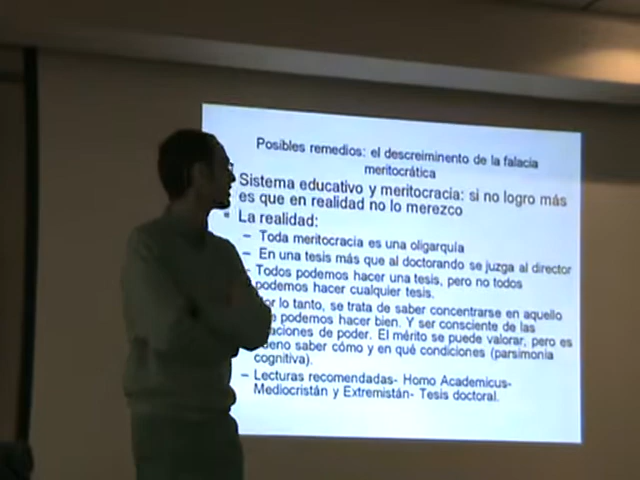 Posibles remedios: el descreiminento de la falacia
meritocrática
Sistema educativo y meritocracia: si no logro más
es que en realidad no lo merezco
• La realidad:
– Toda meritocracia es una oligarquía
– En una tesis más que al doctorando se juzga al director
– Todos podemos hacer una tesis, pero no todos
podemos hacer cualquier tesis.
or lo tanto, se trata de saber concentrarse en aquello
podemos hacer bien. Y ser consciente de las
aciones de poder. El mérito se puede valorar, pero es
eno saber cómo y en qué condiciones (parsimonia
cognitiva).
– Lecturas recomendadas- Homo Academicus-
Mediocristán y Extremistán- Tesis doctoral.